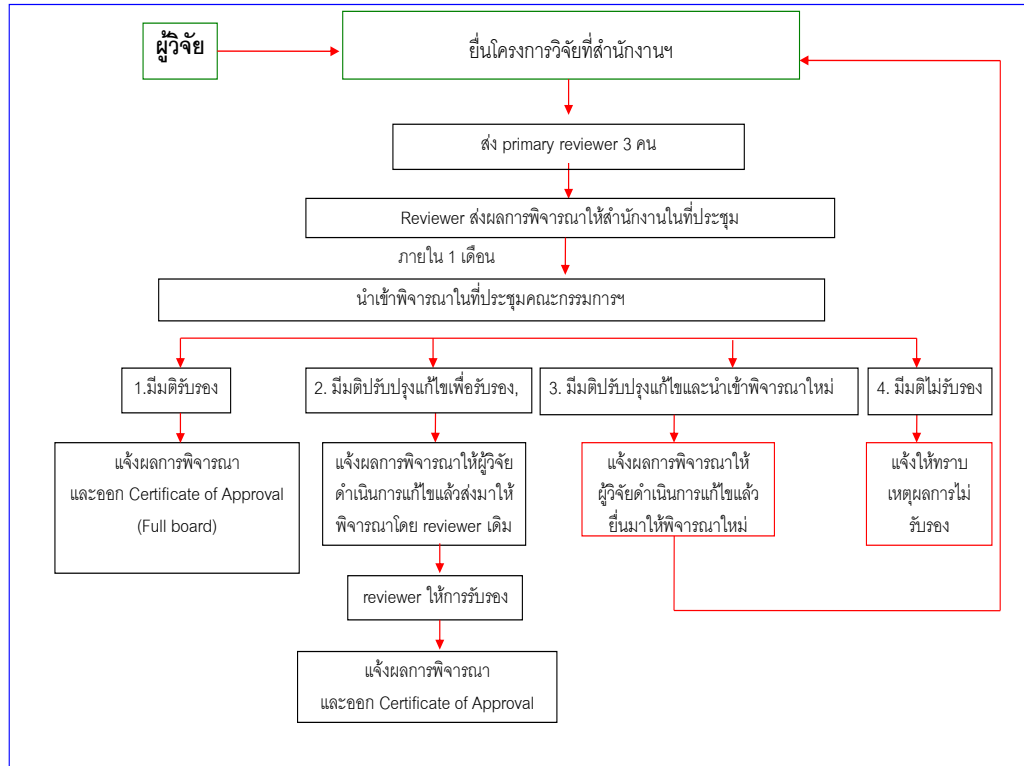 ผู้วิจัย
ยื่นโครงการวิจัยที่สำนักงานฯ
ส่ง primary reviewer 3 คน
Reviewer ส่งผลการพิจารณาให้สำนักงานในที่ประชุม
ภายใน 1 เดือน
นำเข้าพิจารณาในที่ประชุมคณะกรรมการฯ
1.มีมติรับรอง
2. มีมติปรับปรุงแก้ไขเพื่อรับรอง,
3. มีมติปรับปรุงแก้ไขและนำเข้าพิจารณาใหม่
4. มีมติไม่รับรอง
แจ้งผลการพิจารณา
และออก Certificate of Approval
(Full board)
แจ้งผลการพิจารณาให้ผู้วิจัย
ดำเนินการแก้ไขแล้วส่งมาให้
พิจารณาโดย reviewer เดิม
แจ้งผลการพิจารณาให้
ผู้วิจัยดำเนินการแก้ไขแล้ว
ยื่นมาให้พิจารณาใหม่
แจ้งให้ทราบ
เหตุผลการไม่
รับรอง
reviewer ให้การรับรอง
แจ้งผลการพิจารณา
และออก Certificate of Approval